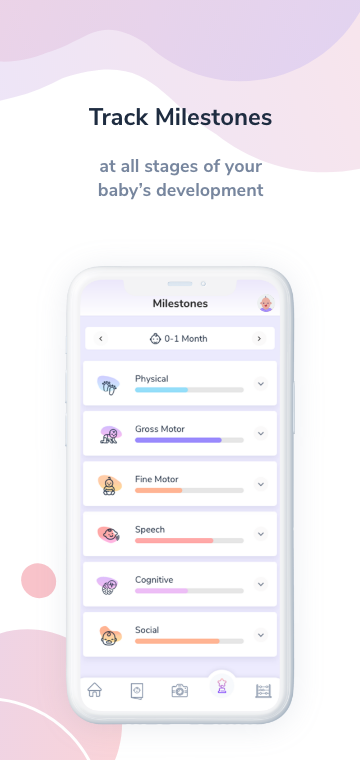 Track Milestones
at all stages of your
baby's development
Milestones
0-1 Month
Physical
Gross Motor
Fine Motor
Speech
Cognitive
Social